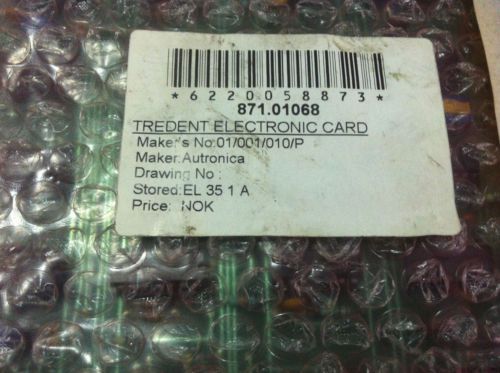 *6220058873*
871.01068
TREDENT ELECTRONIC CARD
Maker's No:01/001/010/P
Maker:Autronica
Drawing No :
Stored:EL 35 1 A
Price: NOK